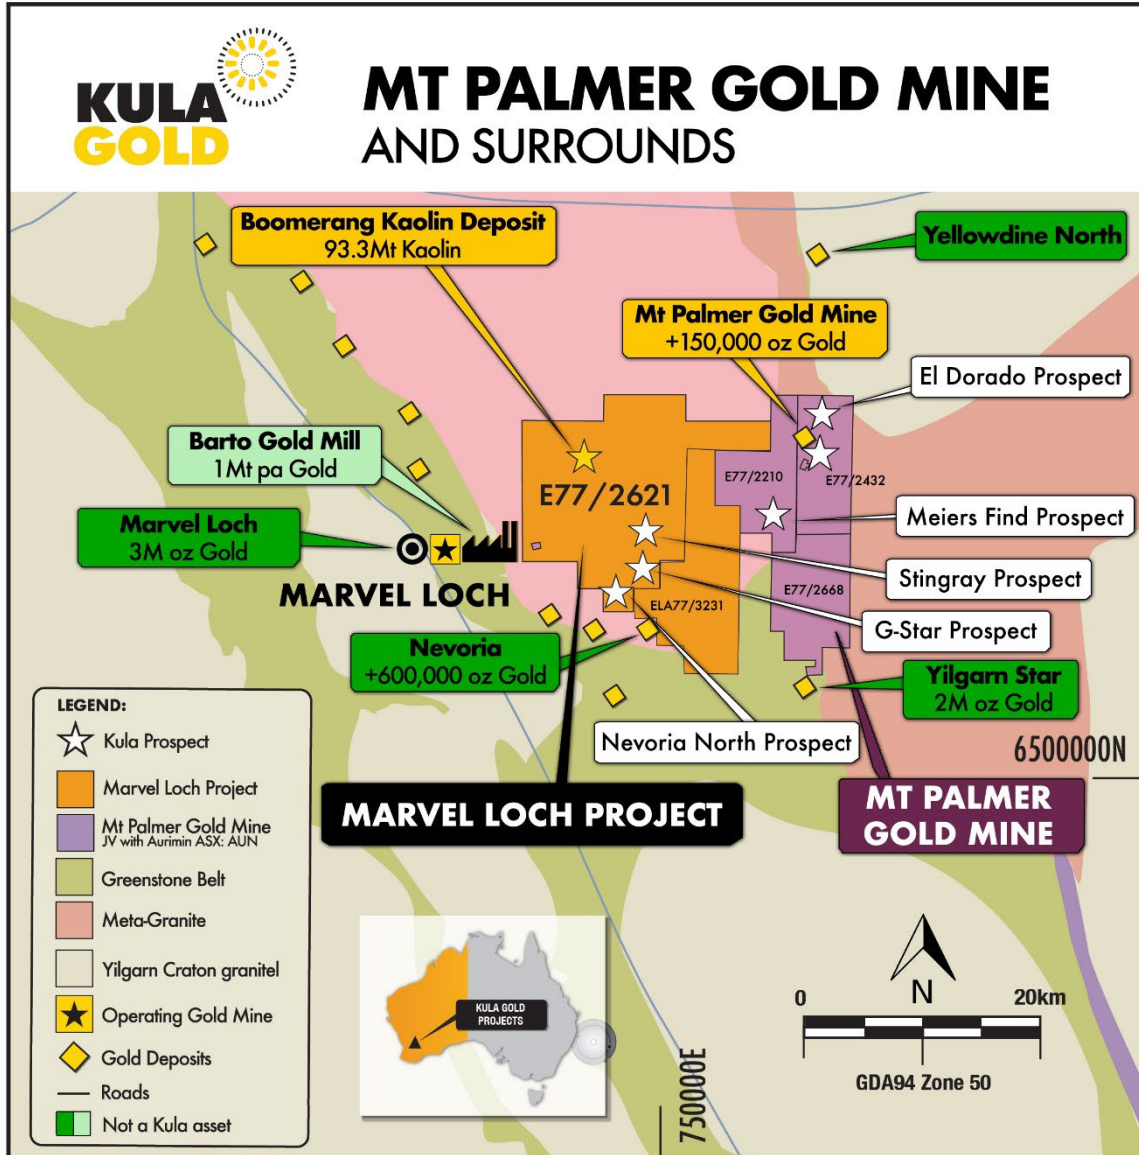 KULA
GOLD
MT PALMER GOLD MINE
AND SURROUNDS
Boomerang Kaolin Deposit
93.3Mt Kaolin
Yellowdine North
Mt Palmer Gold Mine
+150,000 oz Gold
El Dorado Prospect
Barto Gold Mill
1Mt pa Gold
E77/2621
E77/2210
E77/2432
Marvel Loch
3M oz Gold
Meiers Find Prospect
MARVEL LOCH
Stingray Prospect
ELA77/3231
E77/2668
G-Star Prospect
Nevoria
+600,000 oz Gold
Yilgarn Star
2M oz Gold
Nevoria North Prospect
6500000N
MARVEL LOCH PROJECT
MT PALMER
GOLD MINE
LEGEND:
Kula Prospect
Marvel Loch Project
Mt Palmer Gold Mine
JV with Aurimin ASX: AUN
Greenstone Belt
Meta-Granite
Yilgarn Craton granitel
Operating Gold Mine
Gold Deposits
Roads
Not a Kula asset
KULA GOLD
PROJECTS
750000E
N
0 20km
GDA94 Zone 50